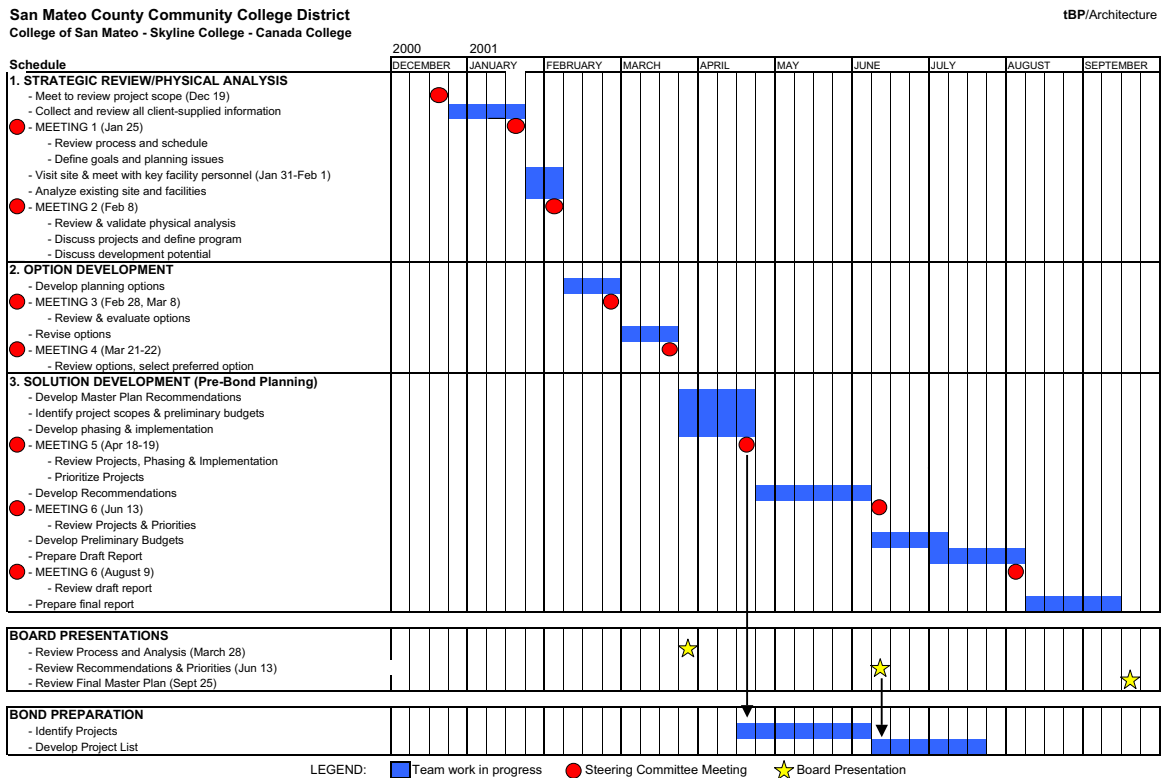 San Mateo County Community College District
tBP/Architecture
College of San Mateo - Skyline College - Canada College
2000 2001
Schedule DECEMBER JANUARY FEBRUARY MARCH APRIL MAY JUNE JULY AUGUST SEPTEMBER
1. STRATEGIC REVIEW/PHYSICAL ANALYSIS
- Meet to review project scope (Dec 19)
- Collect and review all client-supplied information
- MEETING 1 (Jan 25)
- Review process and schedule
- Define goals and planning issues
- Visit site & meet with key facility personnel (Jan 31-Feb 1)
- Analyze existing site and facilities
- MEETING 2 (Feb 8)
- Review & validate physical analysis
- Discuss projects and define program
- Discuss development potential
2. OPTION DEVELOPMENT
- Develop planning options
- MEETING 3 (Feb 28, Mar 8)
- Review & evaluate options
- Revise options
- MEETING 4 (Mar 21-22)
- Review options, select preferred option
3. SOLUTION DEVELOPMENT (Pre-Bond Planning)
- Develop Master Plan Recommendations
- Identify project scopes & preliminary budgets
- Develop phasing & implementation
- MEETING 5 (Apr 18-19)
- Review Projects, Phasing & Implementation
- Prioritize Projects
- Develop Recommendations
- MEETING 6 (Jun 13)
- Review Projects & Priorities
- Develop Preliminary Budgets
- Prepare Draft Report
- MEETING 6 (August 9)
- Review draft report
- Prepare final report
BOARD PRESENTATIONS
- Review Process and Analysis (March 28)
- Review Recommendations & Priorities (Jun 13)
- Review Final Master Plan (Sept 25)
BOND PREPARATION
- Identify Projects
- Develop Project List
LEGEND: Team work in progress Steering Committee Meeting Board Presentation